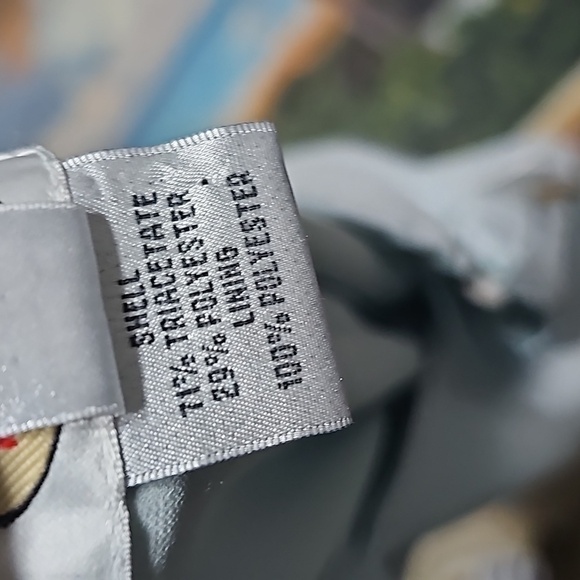 SHELL
71% TRIACETATE
29% POLYESTER
LINING
100% POLYESTER